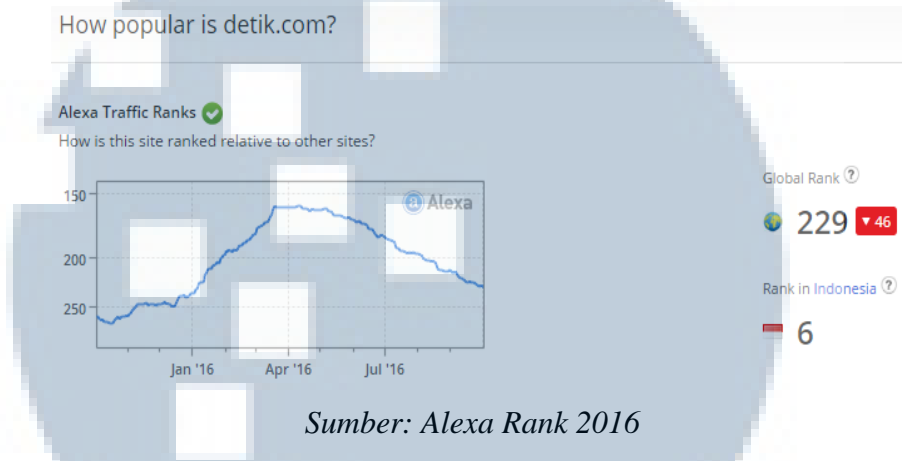 How popular is detik.com?
Alexa Traffic Ranks
How is this site ranked relative to other sites?
Alexa
150
200
250
Jan '16
Apr '16
Jul '16
Global Rank ?
229 ▼ 46
Rank in Indonesia ?
6
Sumber: Alexa Rank 2016